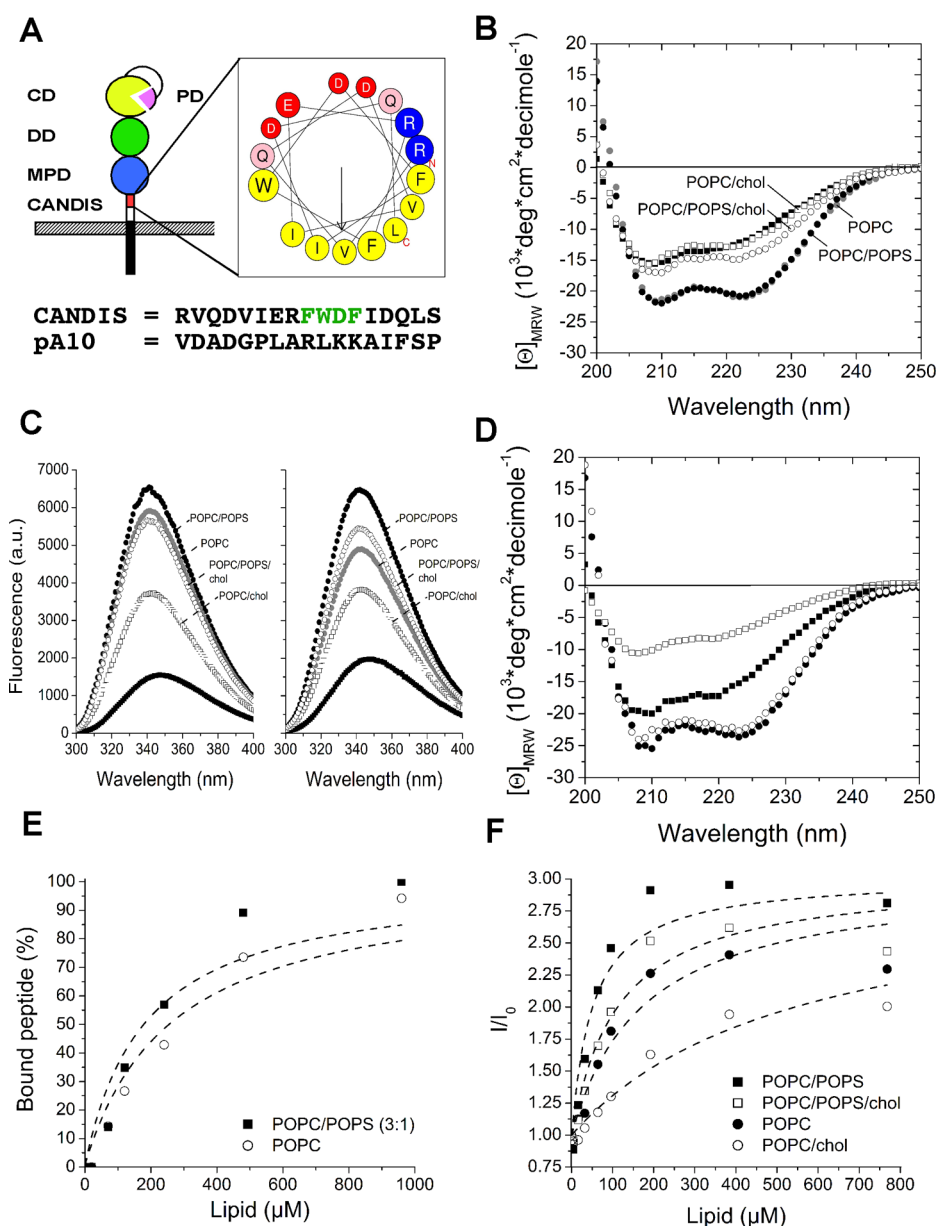 A
CD
PD
DD
MPD
CANDIS
D
D
E
Q
D
R
Q
R
N
W
F
V
I
L
C
I
F
V
CANDIS = RVQDVIERFWDFIDQLS
pA10 = VDADGPLARLKKAIFSP
B
20
15
10
5
0
-5
-10
-15
-20
-25
-30
200
210
220
230
240
250
POPC/chol
POPC/POPS/chol
POPC
POPC/POPS
[Θ]MRW (10³*deg*cm²*decimole⁻¹)
Wavelength (nm)
C
7000
6000
5000
4000
3000
2000
1000
0
300
320
340
360
380
400
POPC/POPS
POPC
POPC/POPS/
chol
POPC/chol
Fluorescence (a.u.)
Wavelength (nm)
300
320
340
360
380
400
POPC/POPS
POPC
POPC/POPS/
chol
POPC/chol
Wavelength (nm)
D
20
15
10
5
0
-5
-10
-15
-20
-25
-30
200
210
220
230
240
250
[Θ]MRW (10³*deg*cm²*decimole⁻¹)
Wavelength (nm)
E
100
90
80
70
60
50
40
30
20
10
0
0
200
400
600
800
1000
Bound peptide (%)
POPC/POPS (3:1)
POPC
Lipid (µM)
F
3.00
2.75
2.50
2.25
2.00
1.75
1.50
1.25
1.00
0.75
0
100
200
300
400
500
600
700
800
I/I0
POPC/POPS
POPC/POPS/chol
POPC
POPC/chol
Lipid (µM)